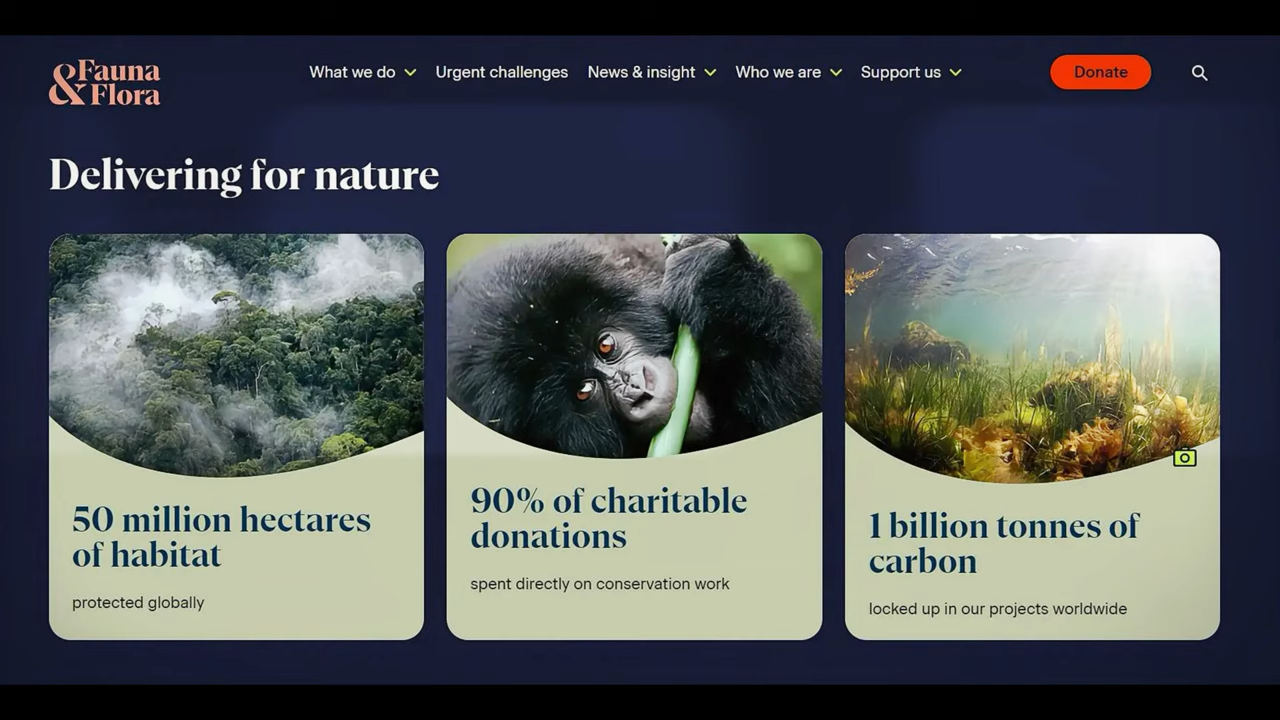 Fauna
& Flora
What we do
Urgent challenges
News & insight
Who we are
Support us
Donate
Delivering for nature
50 million hectares
of habitat
protected globally
90% of charitable
donations
spent directly on conservation work
1 billion tonnes of
carbon
locked up in our projects worldwide